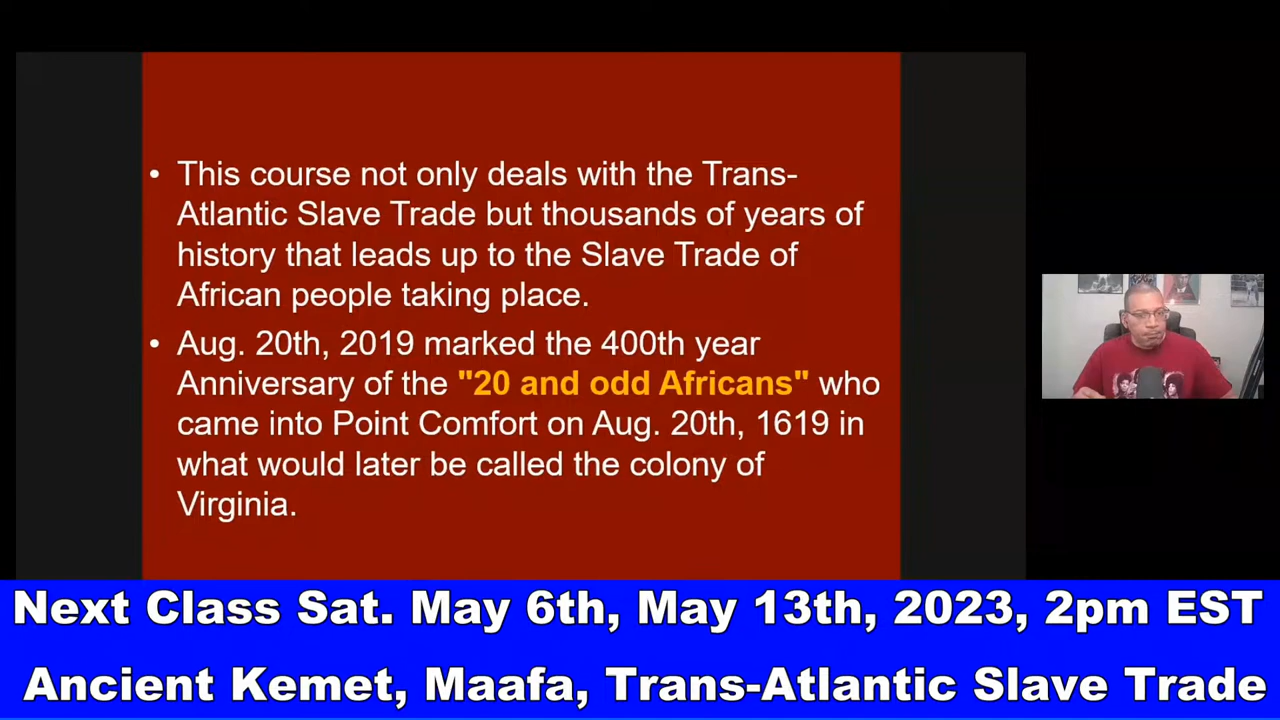 • This course not only deals with the Trans-
Atlantic Slave Trade but thousands of years of
history that leads up to the Slave Trade of
African people taking place.
• Aug. 20th, 2019 marked the 400th year
Anniversary of the "20 and odd Africans" who
came into Point Comfort on Aug. 20th, 1619 in
what would later be called the colony of
Virginia.
Next Class Sat. May 6th, May 13th, 2023, 2pm EST
Ancient Kemet, Maafa, Trans-Atlantic Slave Trade